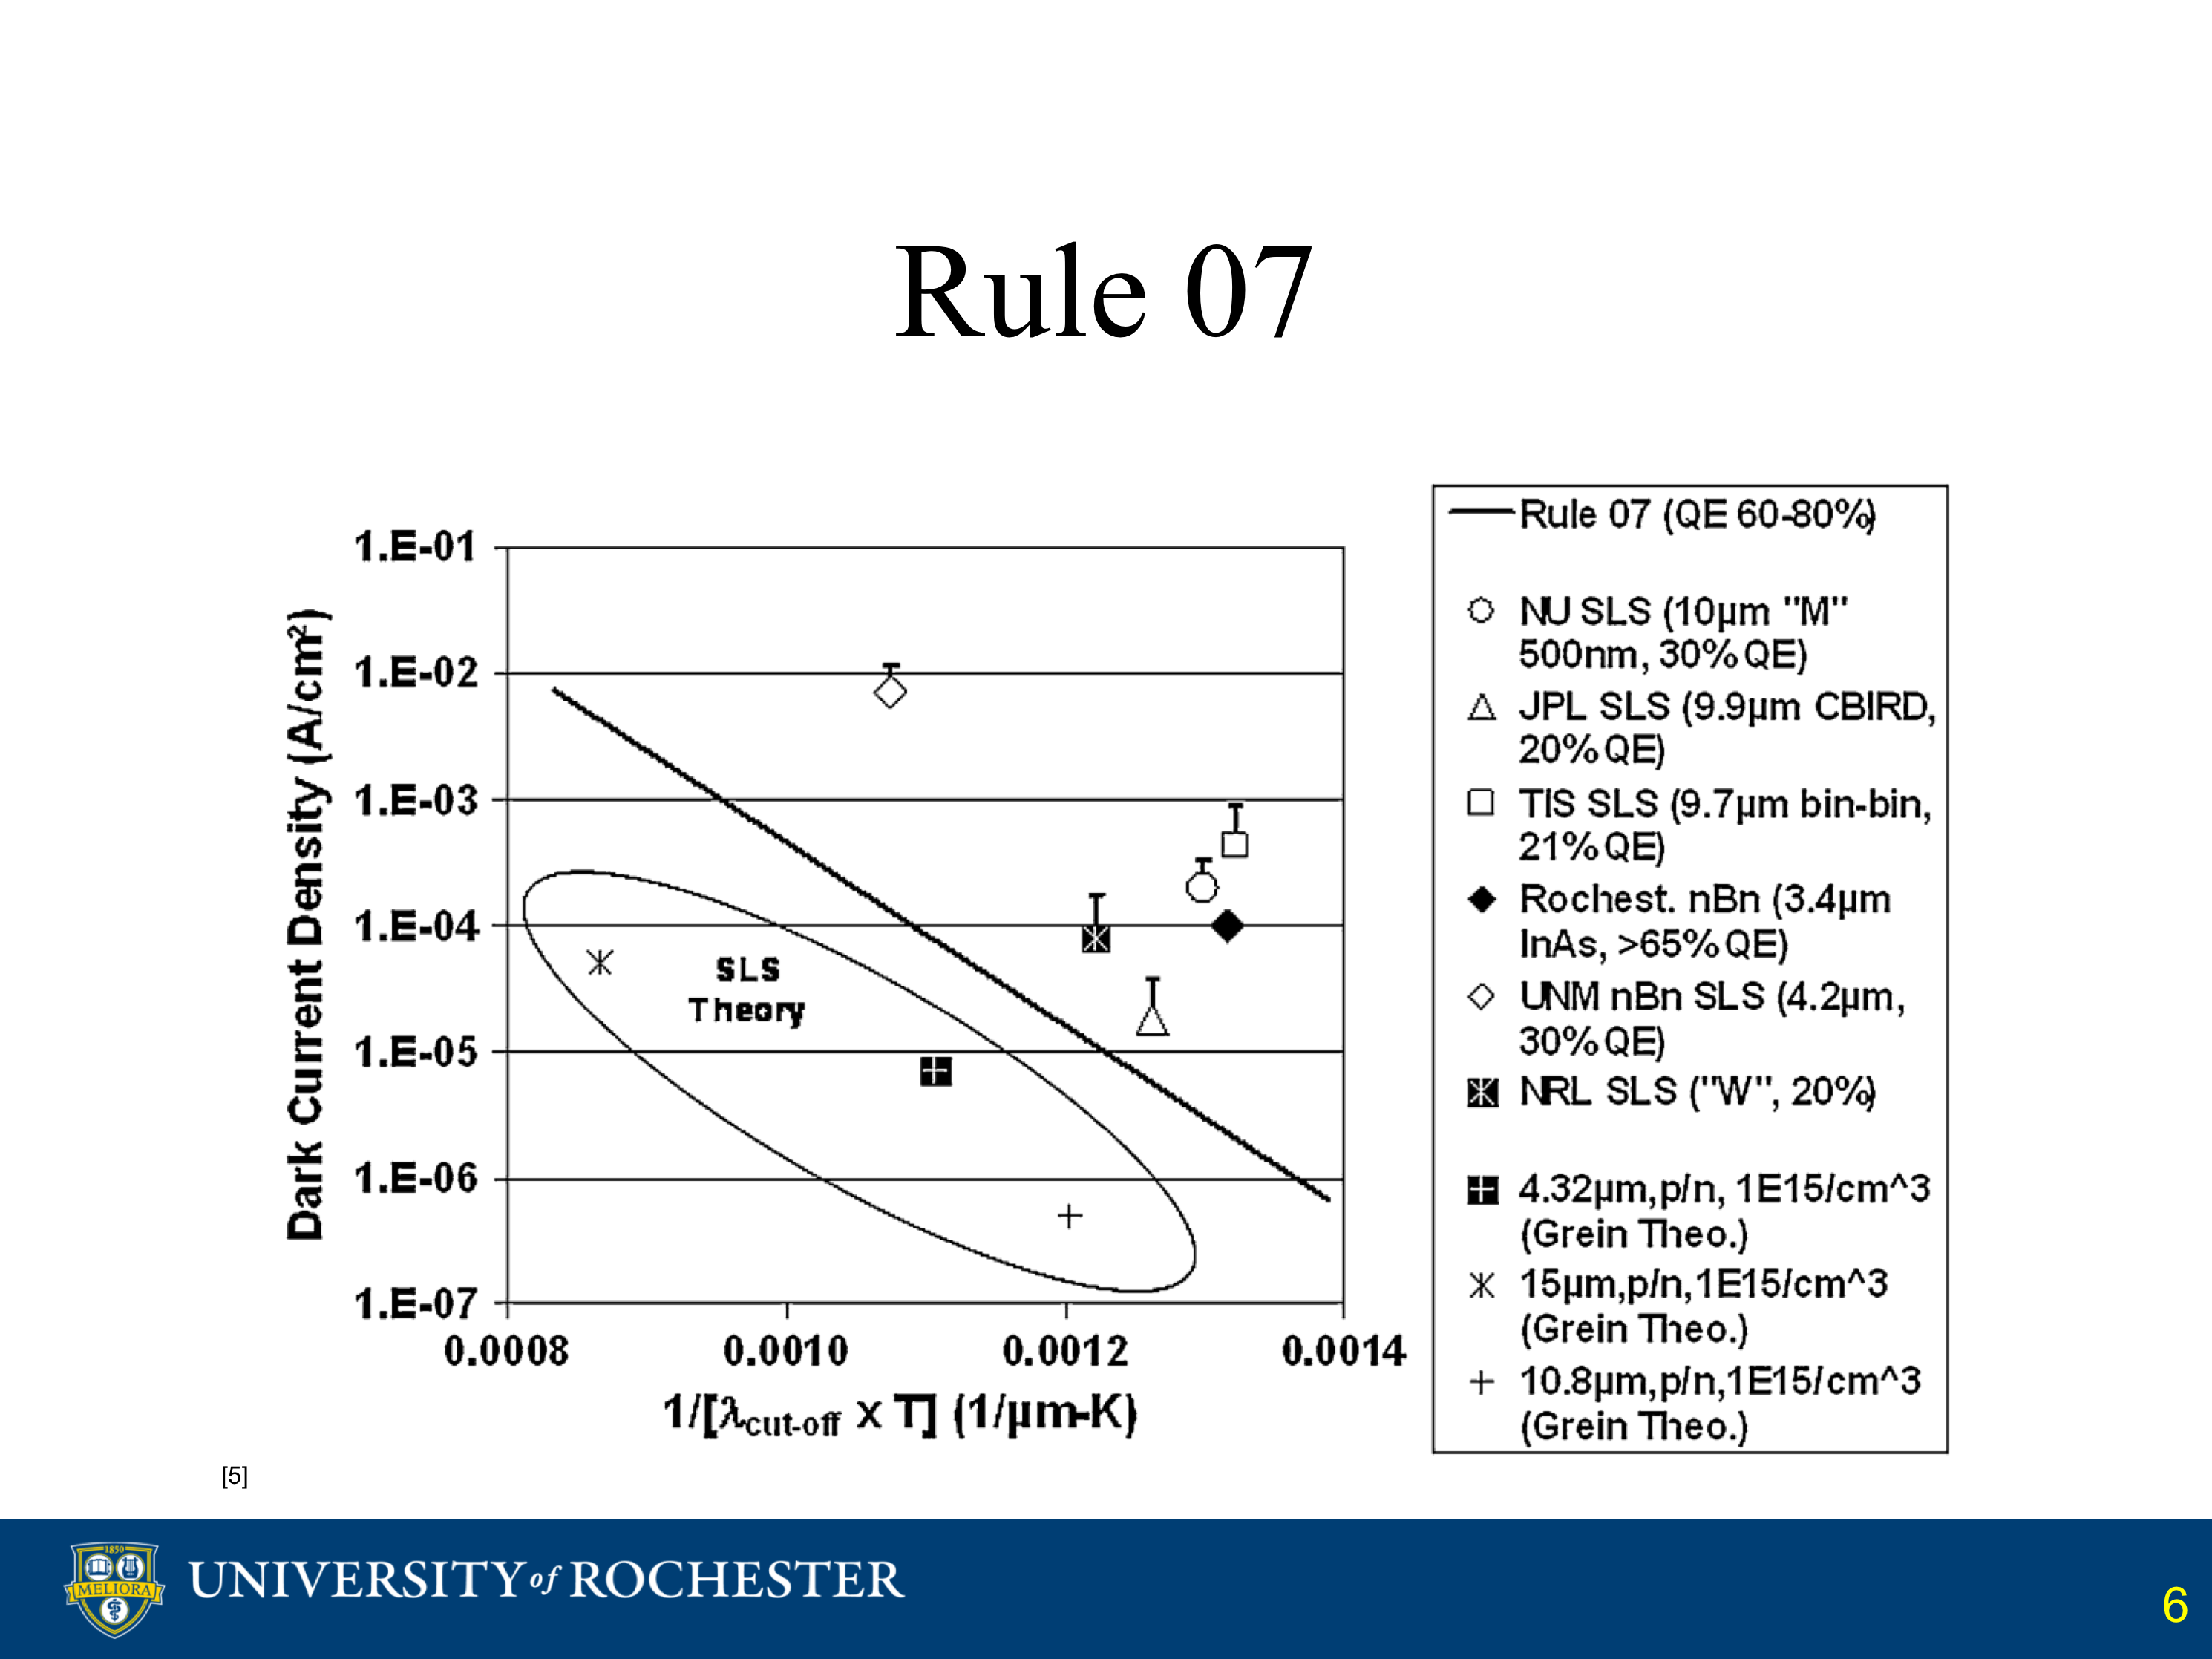 Rule 07
1.E-01
1.E-02
1.E-03
1.E-04
1.E-05
1.E-06
1.E-07
Dark Current Density (A/cm²)
SLS
Theory
0.0008
0.0010
0.0012
0.0014
1/[λcut-off x T] (1/µm-K)
Rule 07 (QE 60-80%)
NU SLS (10µm "M"
500nm, 30% QE)
JPL SLS (9.9µm CBIRD,
20% QE)
TIS SLS (9.7µm bin-bin,
21% QE)
Rochest. nBn (3.4µm
InAs, >65% QE)
UNM nBn SLS (4.2µm,
30% QE)
NRL SLS ("W", 20%)
4.32µm,p/n, 1E15/cm^3
(Grein Theo.)
15µm,p/n,1E15/cm^3
(Grein Theo.)
10.8µm,p/n,1E15/cm^3
(Grein Theo.)
[5]
1850
MELIORA
UNIVERSITY of ROCHESTER
6